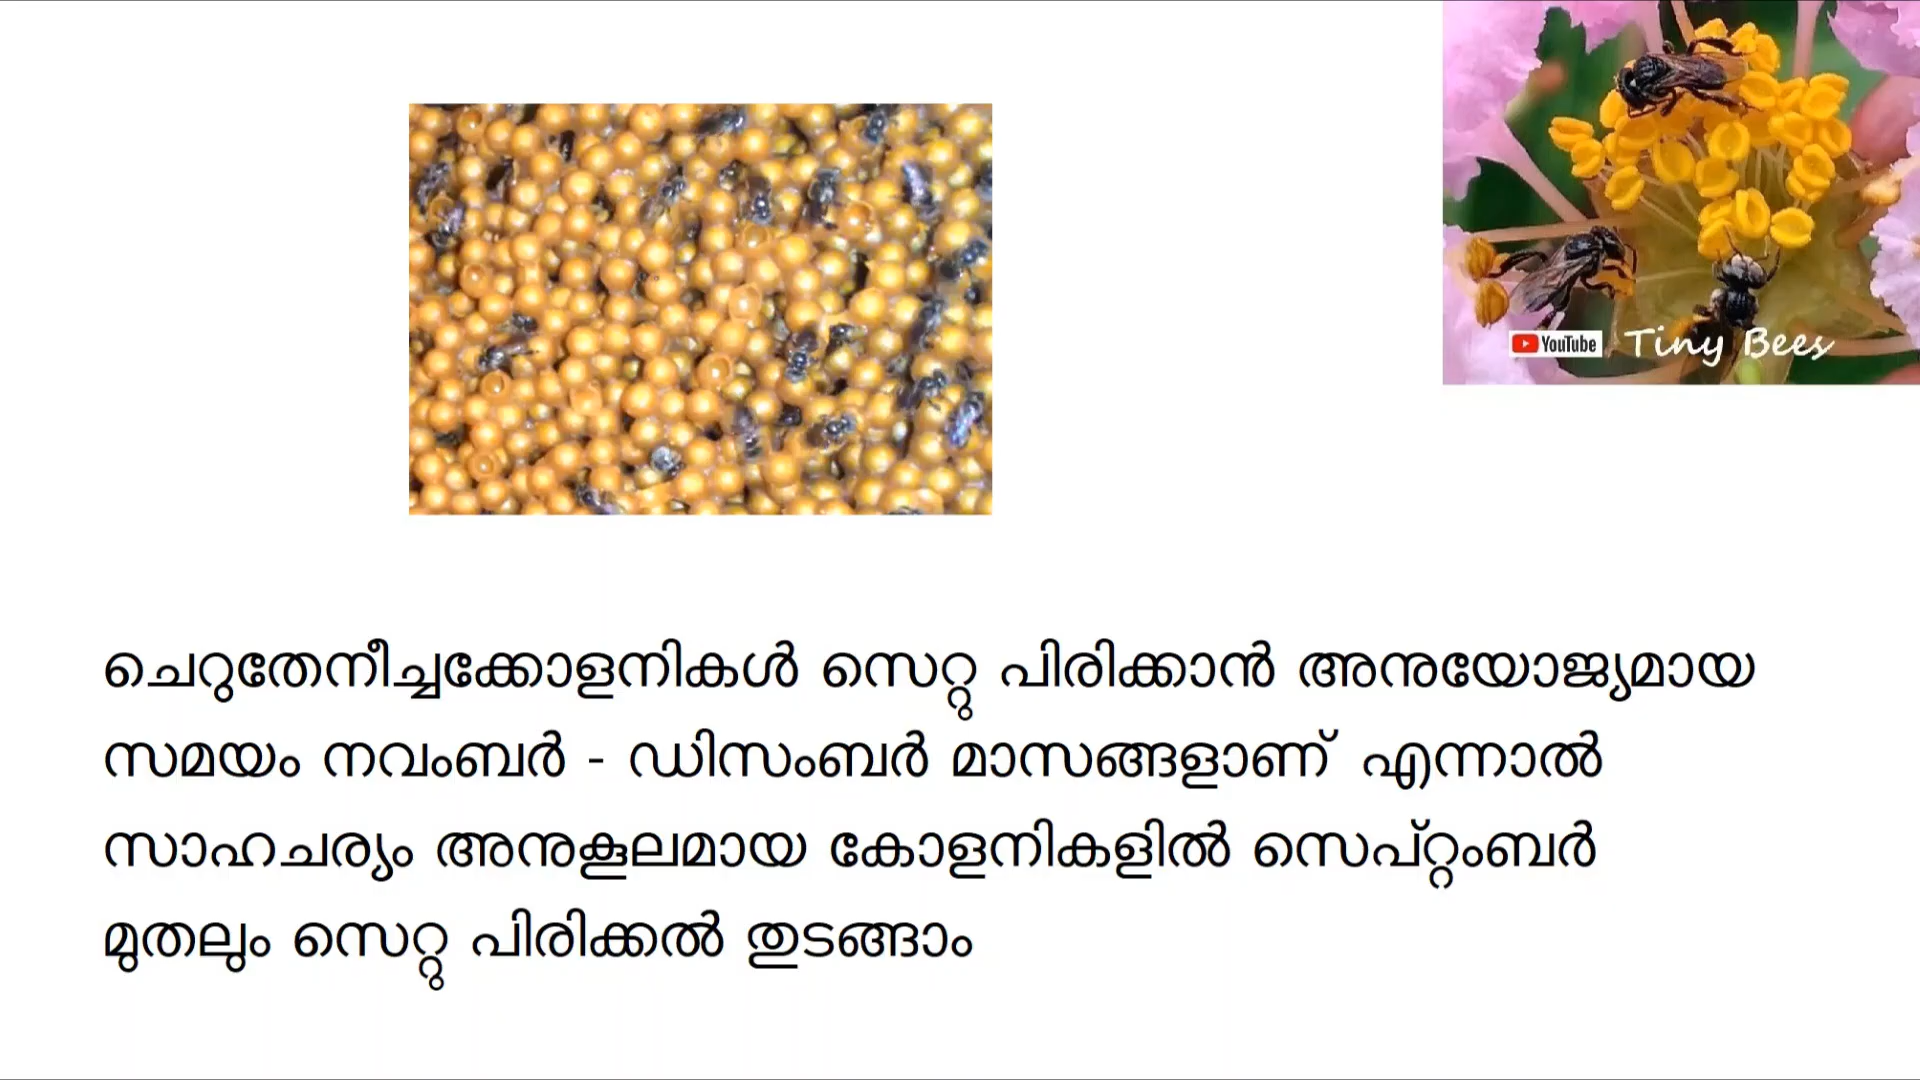 YouTube Tiny Bees
ചെറുതേനീച്ചക്കോളനികൾ സെറ്റു പിരിക്കാൻ അനുയോജ്യമായ
സമയം നവംബർ - ഡിസംബർ മാസങ്ങളാണ് എന്നാൽ
സാഹചര്യം അനുകൂലമായ കോളനികളിൽ സെപ്റ്റംബർ
മുതലും സെറ്റു പിരിക്കൽ തുടങ്ങാം